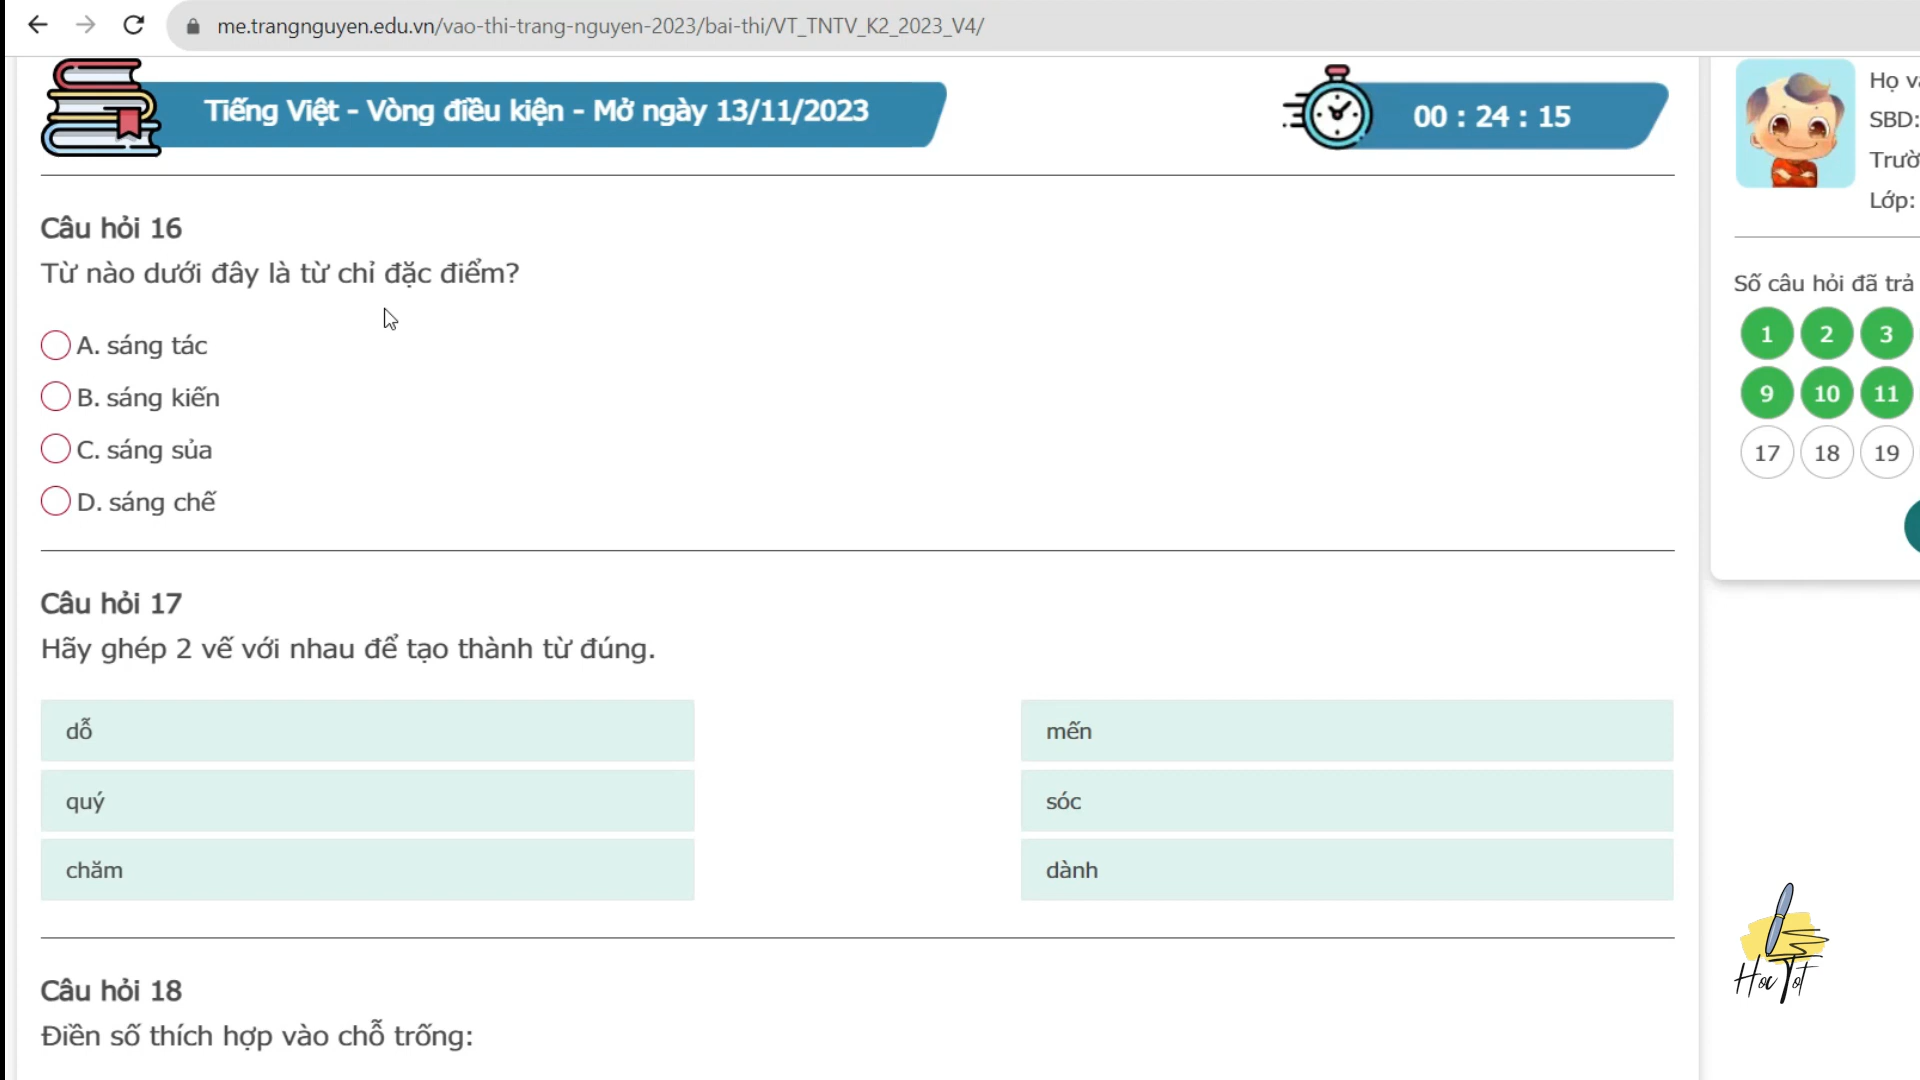 me.trangnguyen.edu.vn/vao-thi-trang-nguyen-2023/bai-thi/VT_TNTV_K2_2023_V4/
Tiếng Việt - Vòng điều kiện - Mở ngày 13/11/2023
00 : 24 : 15
Họ và
SBD:
Trườ
Lớp:
Câu hỏi 16
Từ nào dưới đây là từ chỉ đặc điểm?
A. sáng tác
B. sáng kiến
C. sáng sủa
D. sáng chế
Số câu hỏi đã trả
1 2 3
9 10 11
17 18 19
Câu hỏi 17
Hãy ghép 2 vế với nhau để tạo thành từ đúng.
dỗ mến
quý sóc
chăm dành
Câu hỏi 18
Điền số thích hợp vào chỗ trống:
Học Tốt